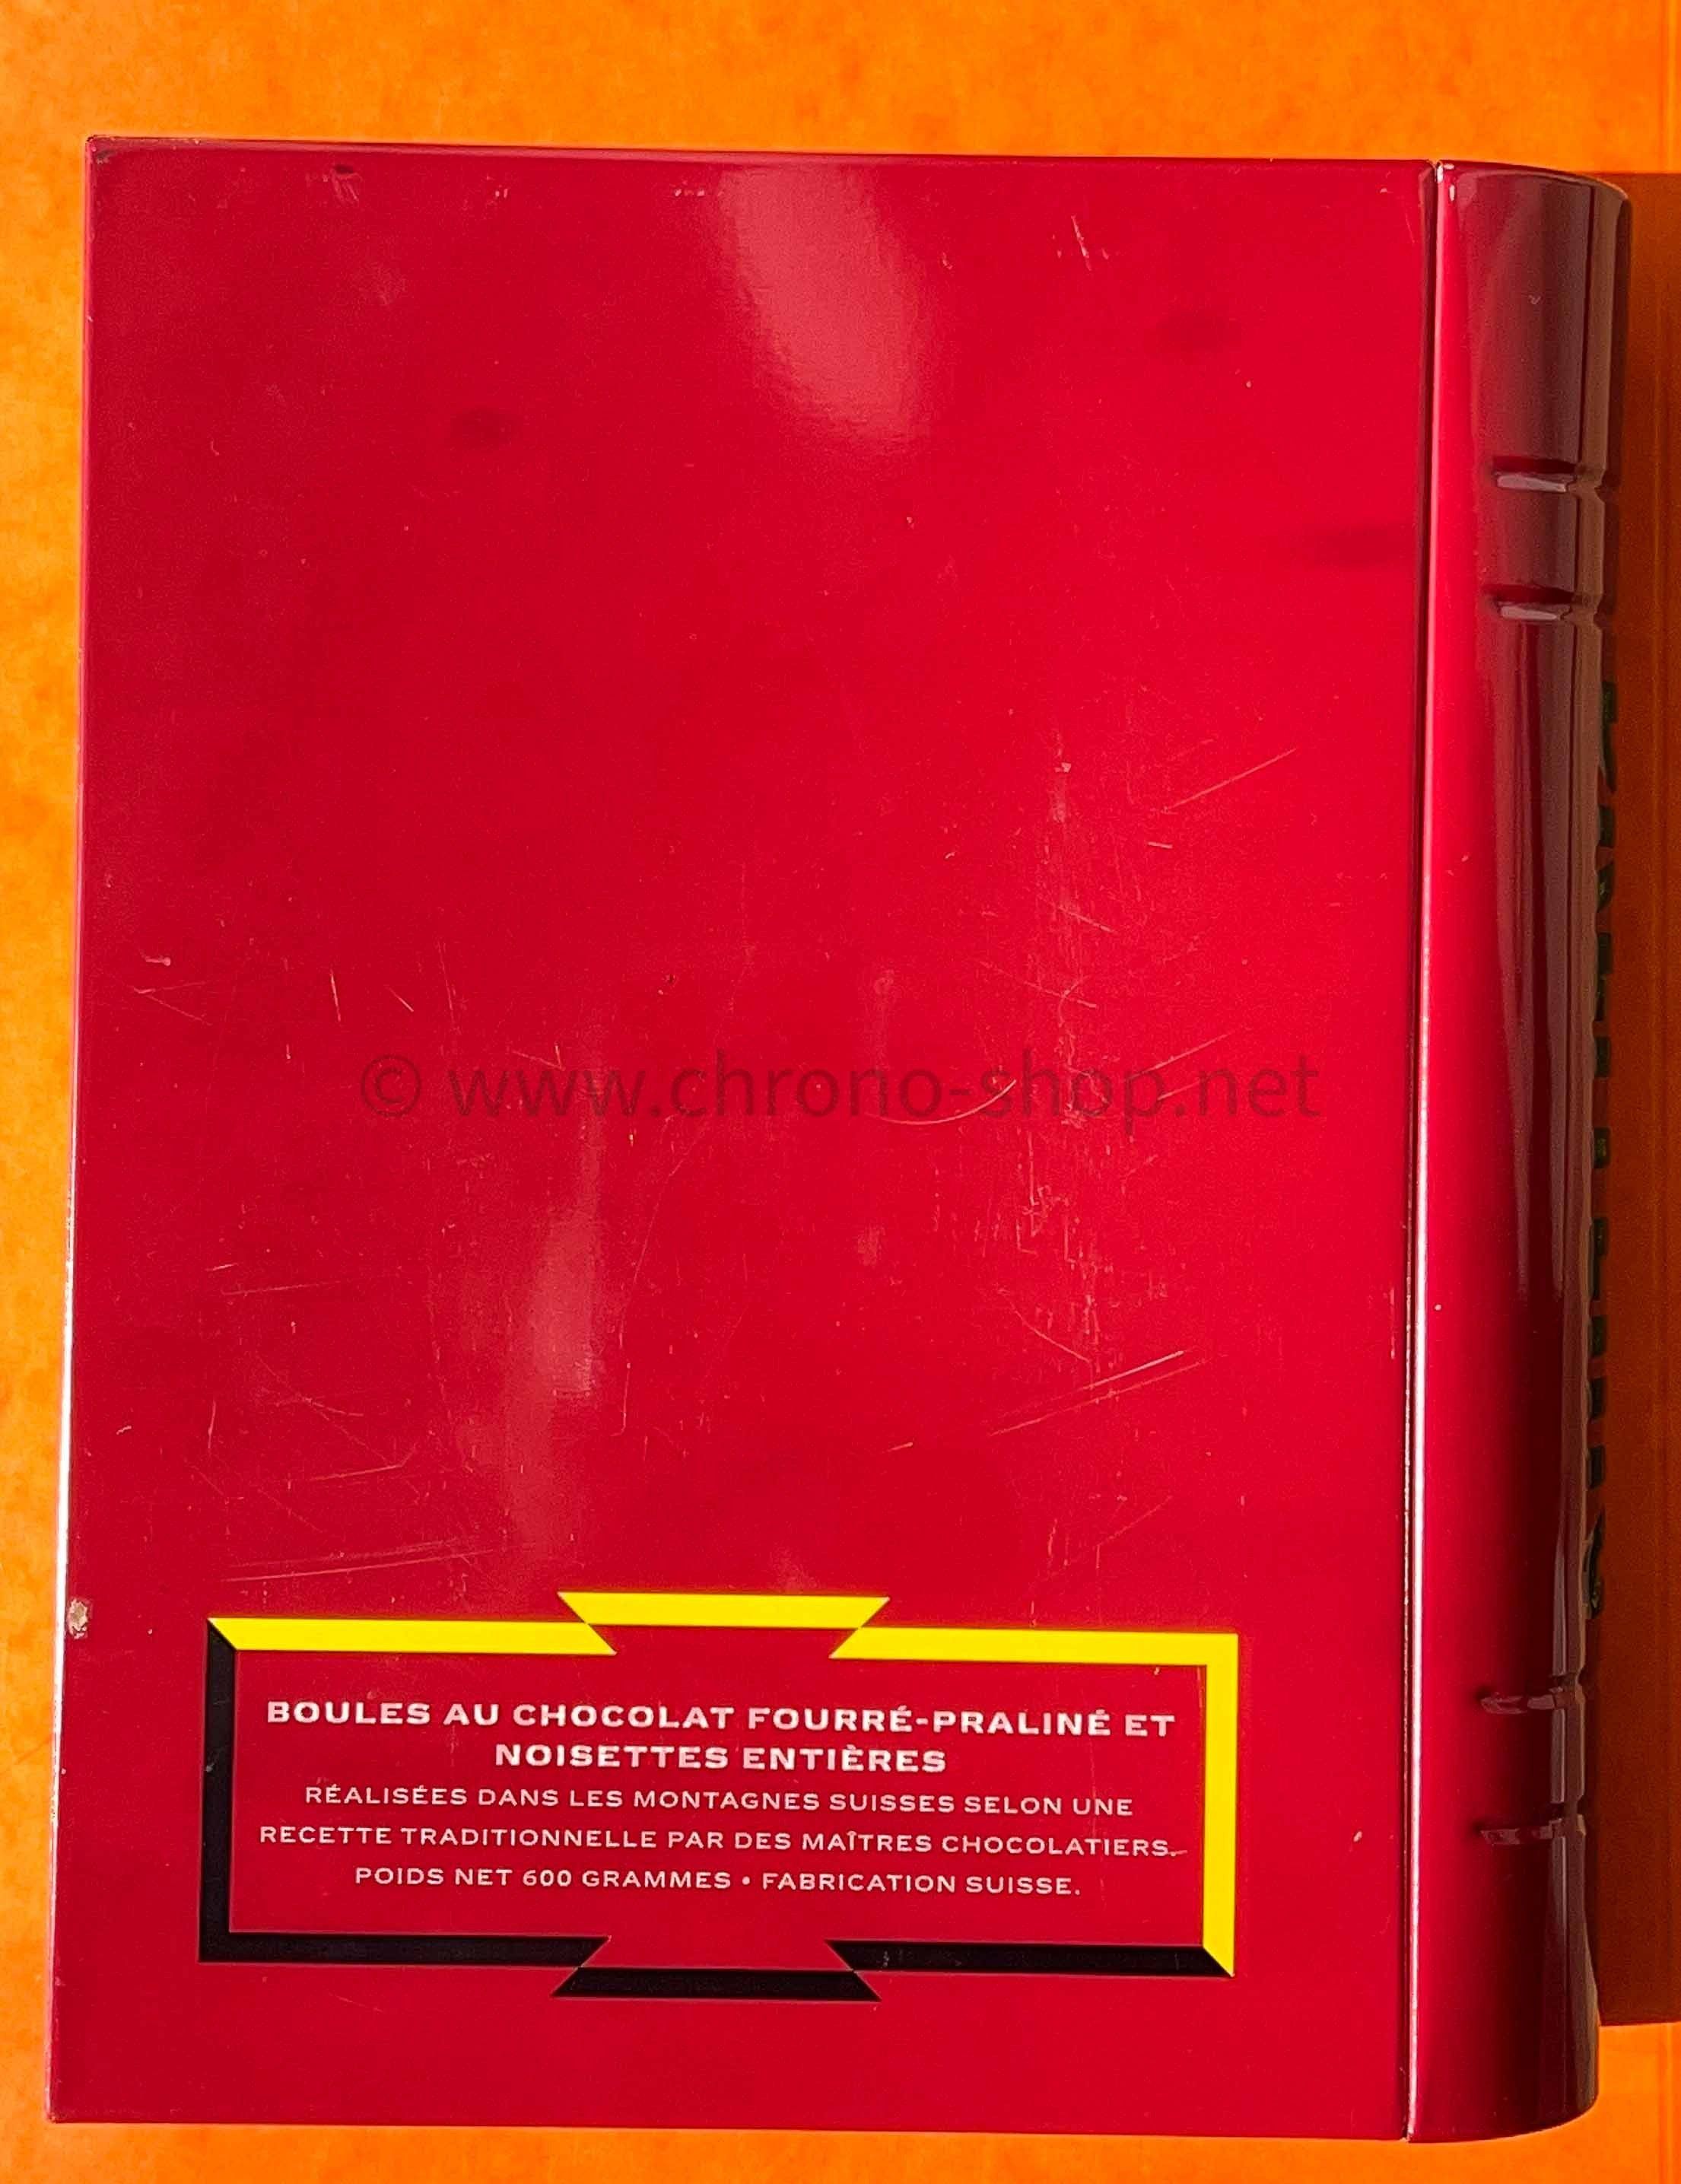 © www.chrono-shop.net
BOULES AU CHOCOLAT FOURRÉ-PRALINÉ ET
NOISETTES ENTIÈRES
RÉALISÉES DANS LES MONTAGNES SUISSES SELON UNE
RECETTE TRADITIONNELLE PAR DES MAÎTRES CHOCOLATIERS.
POIDS NET 600 GRAMMES • FABRICATION SUISSE.